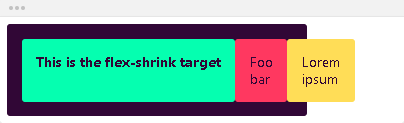 This is the flex-shrink target
Foo
bar
Lorem
ipsum